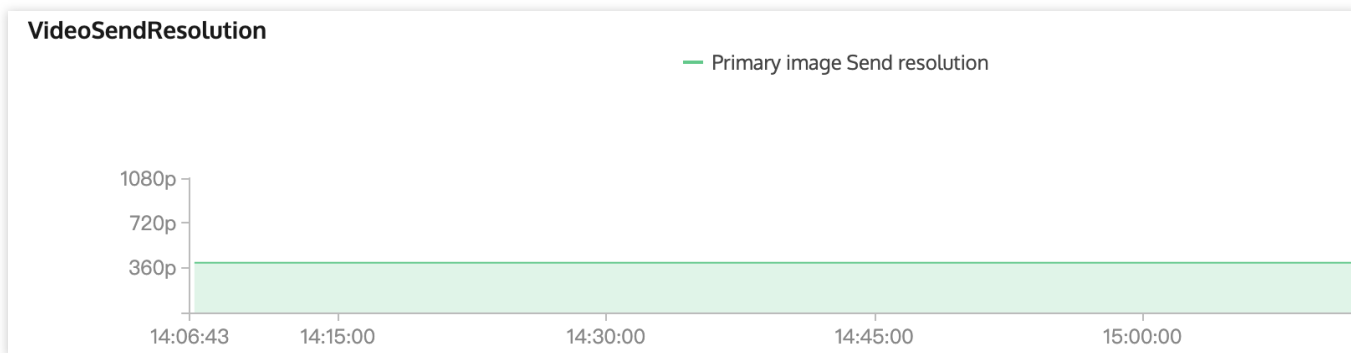 VideoSendResolution
Primary image Send resolution
1080p
720p
360p
14:06:43 14:15:00 14:30:00 14:45:00 15:00:00